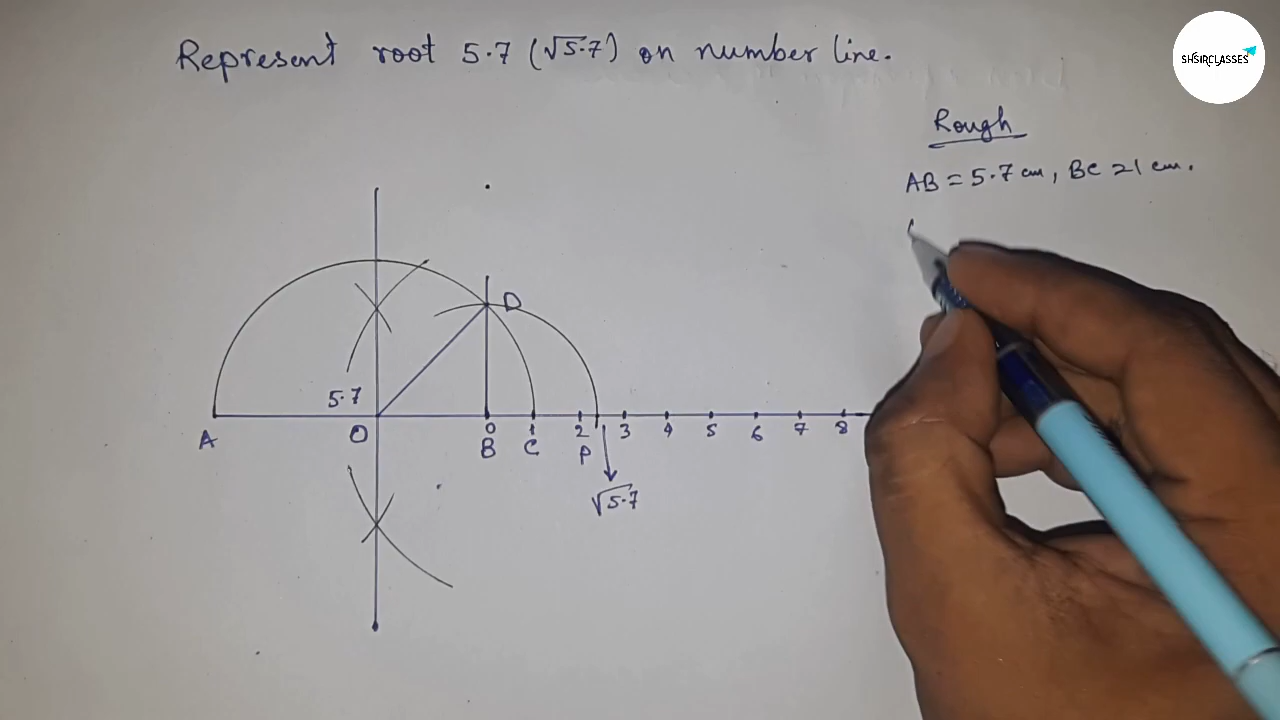 Represent root 5.7 (√5.7) on number line.
SHSIRCLASSES
Rough
AB = 5.7 cm, BC = 1 cm.
D
5.7
A O 0 1 2 3 4 5 6 7 8
B C P
√5.7